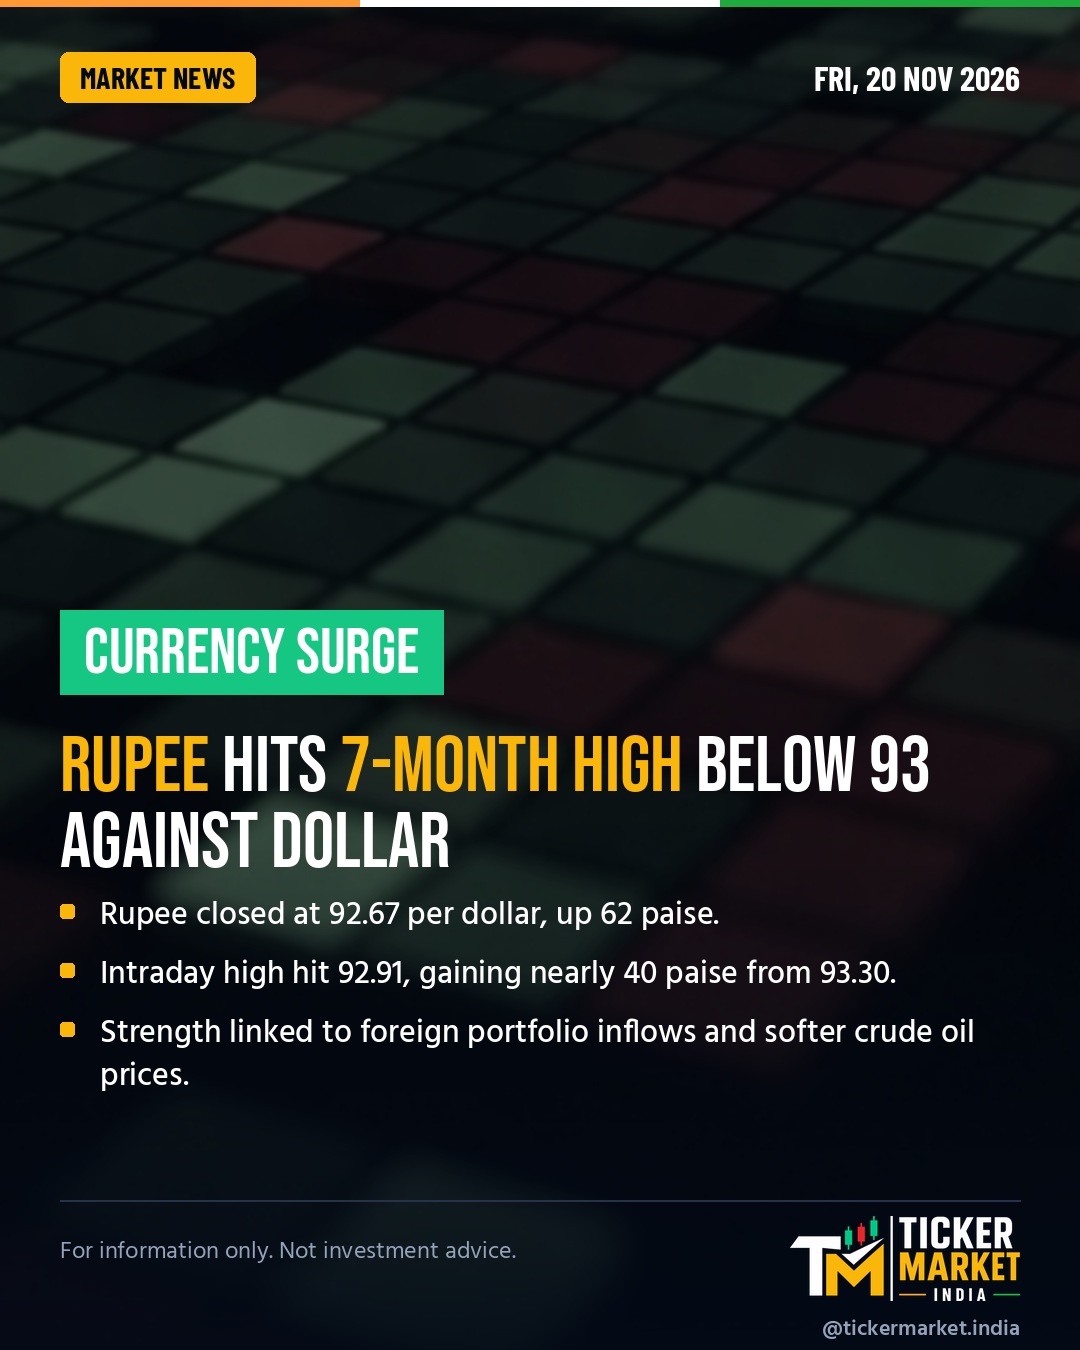 MARKET NEWS
FRI, 20 NOV 2026
CURRENCY SURGE
RUPEE HITS 7-MONTH HIGH BELOW 93
AGAINST DOLLAR
Rupee closed at 92.67 per dollar, up 62 paise.
Intraday high hit 92.91, gaining nearly 40 paise from 93.30.
Strength linked to foreign portfolio inflows and softer crude oil
prices.
For information only. Not investment advice.
TM
TICKER
MARKET
INDIA
@tickermarket.india